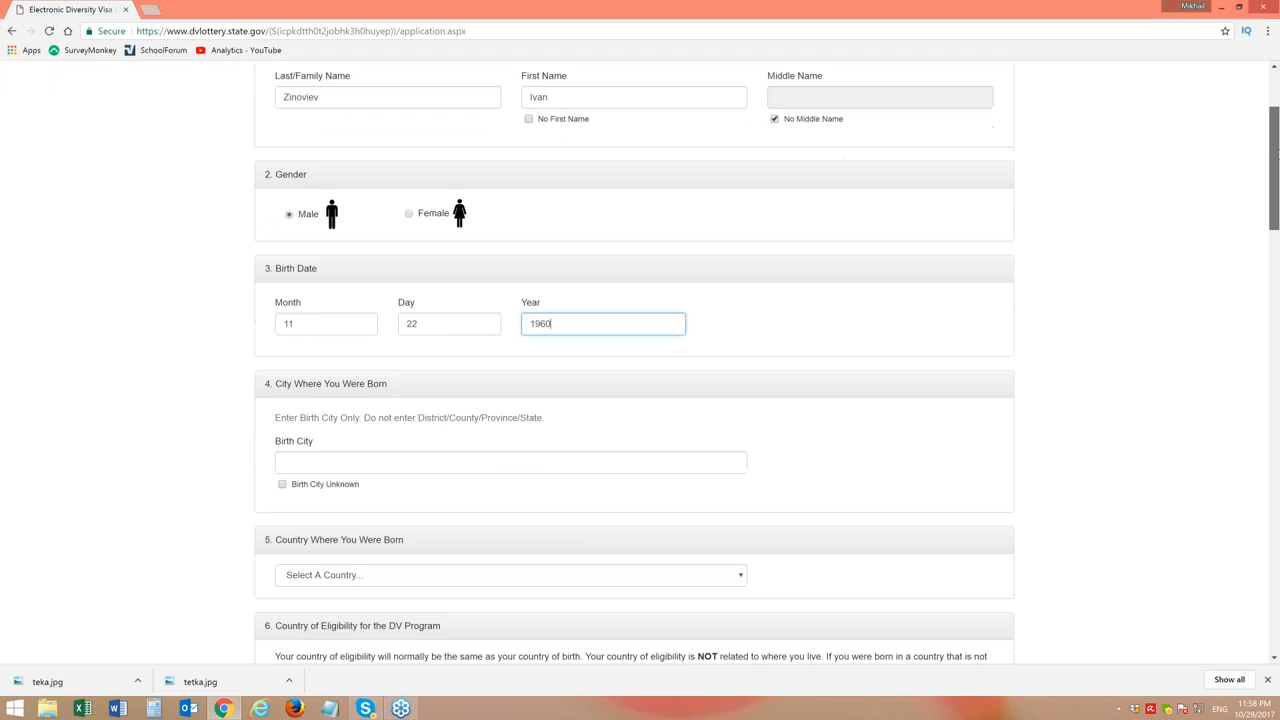 Electronic Diversity Visa
Mikhail
Secure https://www.dvlottery.state.gov/(S(icpkdtth0t2jobhk3h0huyep))/application.aspx
Apps SurveyMonkey SchoolForum Analytics - YouTube
Last/Family Name First Name Middle Name
Zinoviev Ivan
No First Name No Middle Name
2. Gender
Male Female
3. Birth Date
Month Day Year
11 22 1960
4. City Where You Were Born
Enter Birth City Only. Do not enter District/County/Province/State.
Birth City
Birth City Unknown
5. Country Where You Were Born
Select A Country...
6. Country of Eligibility for the DV Program
Your country of eligibility will normally be the same as your country of birth. Your country of eligibility is NOT related to where you live. If you were born in a country that is not
teka.jpg tetka.jpg Show all
ENG 11:58 PM
10/29/2017